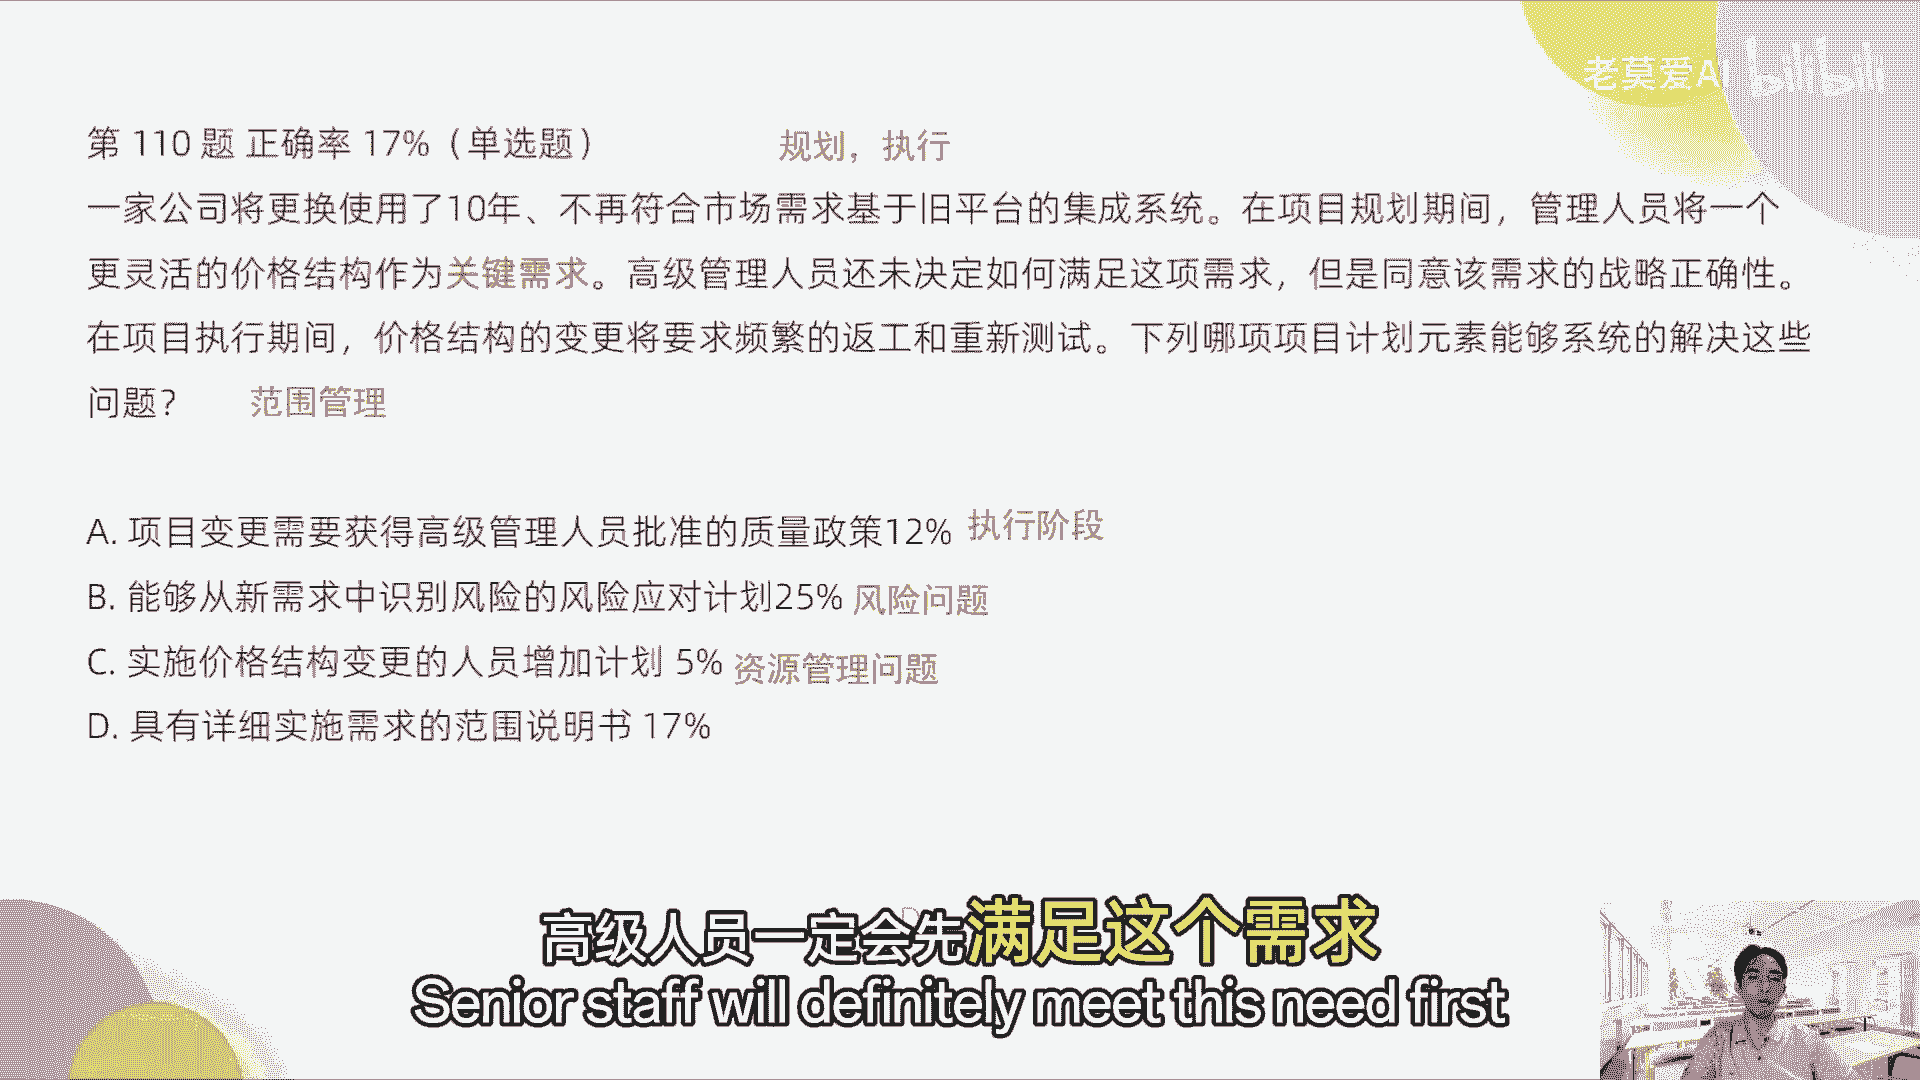 老莫爱AI bilibili
第 110 题 正确率 17%（单选题） 规划，执行
一家公司将更换使用了10年、不再符合市场需求基于旧平台的集成系统。在项目规划期间，管理人员将一个
更灵活的价格结构作为关键需求。高级管理人员还未决定如何满足这项需求，但是同意该需求的战略正确性。
在项目执行期间，价格结构的变更将要求频繁的返工和重新测试。下列哪项项目计划元素能够系统的解决这些
问题？ 范围管理
A. 项目变更需要获得高级管理人员批准的质量政策12% 执行阶段
B. 能够从新需求中识别风险的风险应对计划25% 风险问题
C. 实施价格结构变更的人员增加计划 5% 资源管理问题
D. 具有详细实施需求的范围说明书 17%
高级人员一定会先满足这个需求
Senior staff will definitely meet this need first